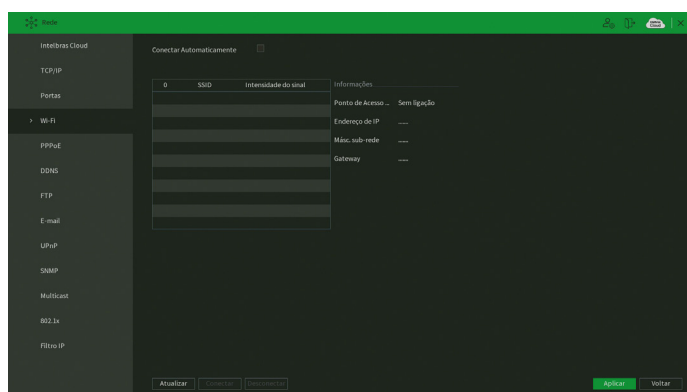 Rede
Intelbras Cloud
TCP/IP
Portas
> Wi-Fi
PPPoE
DDNS
FTP
E-mail
UPnP
SNMP
Multicast
802.1x
Filtro IP
Conectar Automaticamente
0 SSID Intensidade do sinal
Informações
Ponto de Acesso ... Sem ligação
Endereço de IP
Másc. sub-rede
Gateway
Atualizar Conectar Desconectar
Aplicar Voltar